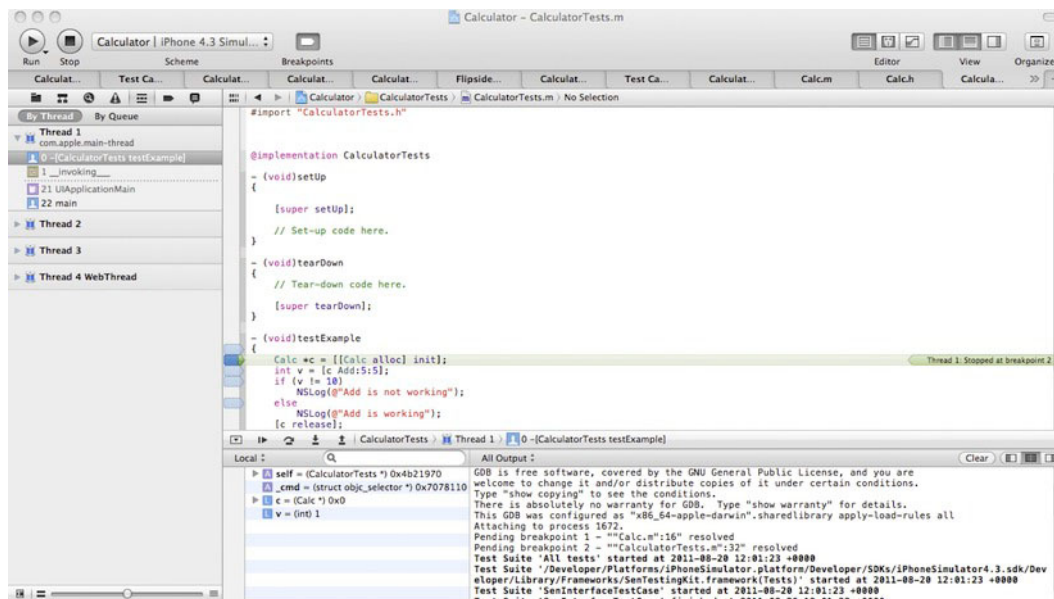 Calculator – CalculatorTests.m
Calculator | iPhone 4.3 Simul...
Run Stop Scheme Breakpoints Editor View Organize
Calculat... Test Ca... Calculat... Calculat... Calculat... Flipside... Calculat... Test Ca... Calculat... Calc.m Calc.h Calcula...
Calculator CalculatorTests CalculatorTests.m No Selection
By Thread By Queue
Thread 1
com.apple.main-thread
0 -[CalculatorTests testExample]
1 __invoking___
21 UIApplicationMain
22 main
Thread 2
Thread 3
Thread 4 WebThread
#import "CalculatorTests.h"
@implementation CalculatorTests
- (void)setUp
{
[super setUp];
// Set-up code here.
}
- (void)tearDown
{
// Tear-down code here.
[super tearDown];
}
- (void)testExample
{
Calc *c = [[Calc alloc] init];
Thread 1: Stopped at breakpoint 2
int v = [c Add:5:5];
if (v != 10)
NSLog(@"Add is not working");
else
NSLog(@"Add is working");
[c release];
CalculatorTests Thread 1 0 -[CalculatorTests testExample]
Local All Output Clear
self = (CalculatorTests *) 0x4b21970
_cmd = (struct objc_selector *) 0x7078110
c = (Calc *) 0x0
v = (int) 1
GDB is free software, covered by the GNU General Public License, and you are
welcome to change it and/or distribute copies of it under certain conditions.
Type "show copying" to see the conditions.
There is absolutely no warranty for GDB.  Type "show warranty" for details.
This GDB was configured as "x86_64-apple-darwin".sharedlibrary apply-load-rules all
Attaching to process 1672.
Pending breakpoint 1 - ""Calc.m":16" resolved
Pending breakpoint 2 - ""CalculatorTests.m":32" resolved
Test Suite 'All tests' started at 2011-08-20 12:01:23 +0000
Test Suite '/Developer/Platforms/iPhoneSimulator.platform/Developer/SDKs/iPhoneSimulator4.3.sdk/Dev
eloper/Library/Frameworks/SenTestingKit.framework(Tests)' started at 2011-08-20 12:01:23 +0000
Test Suite 'SenInterfaceTestCase' started at 2011-08-20 12:01:23 +0000